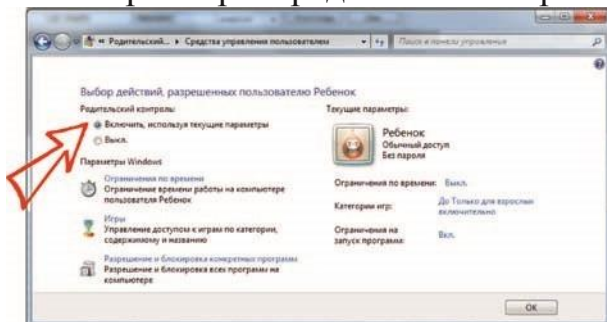 Родительский... ▸ Средства управления пользователем
Поиск в панели управления
Выбор действий, разрешенных пользователю Ребенок
Родительский контроль:
Включить, используя текущие параметры
Выкл.
Параметры Windows
Ограничения по времени
Ограничение времени работы на компьютере
пользователя Ребенок
Игры
Управление доступом к играм по категории,
содержимому и названию
Разрешение и блокировка конкретных программ
Разрешение и блокировка всех программ на
компьютере
Текущие параметры:
Ребенок
Обычный доступ
Без пароля
Ограничения по времени: Выкл.
Категории игр: До Только для взрослых
включительно
Ограничения на
запуск программ: Вкл.
OK